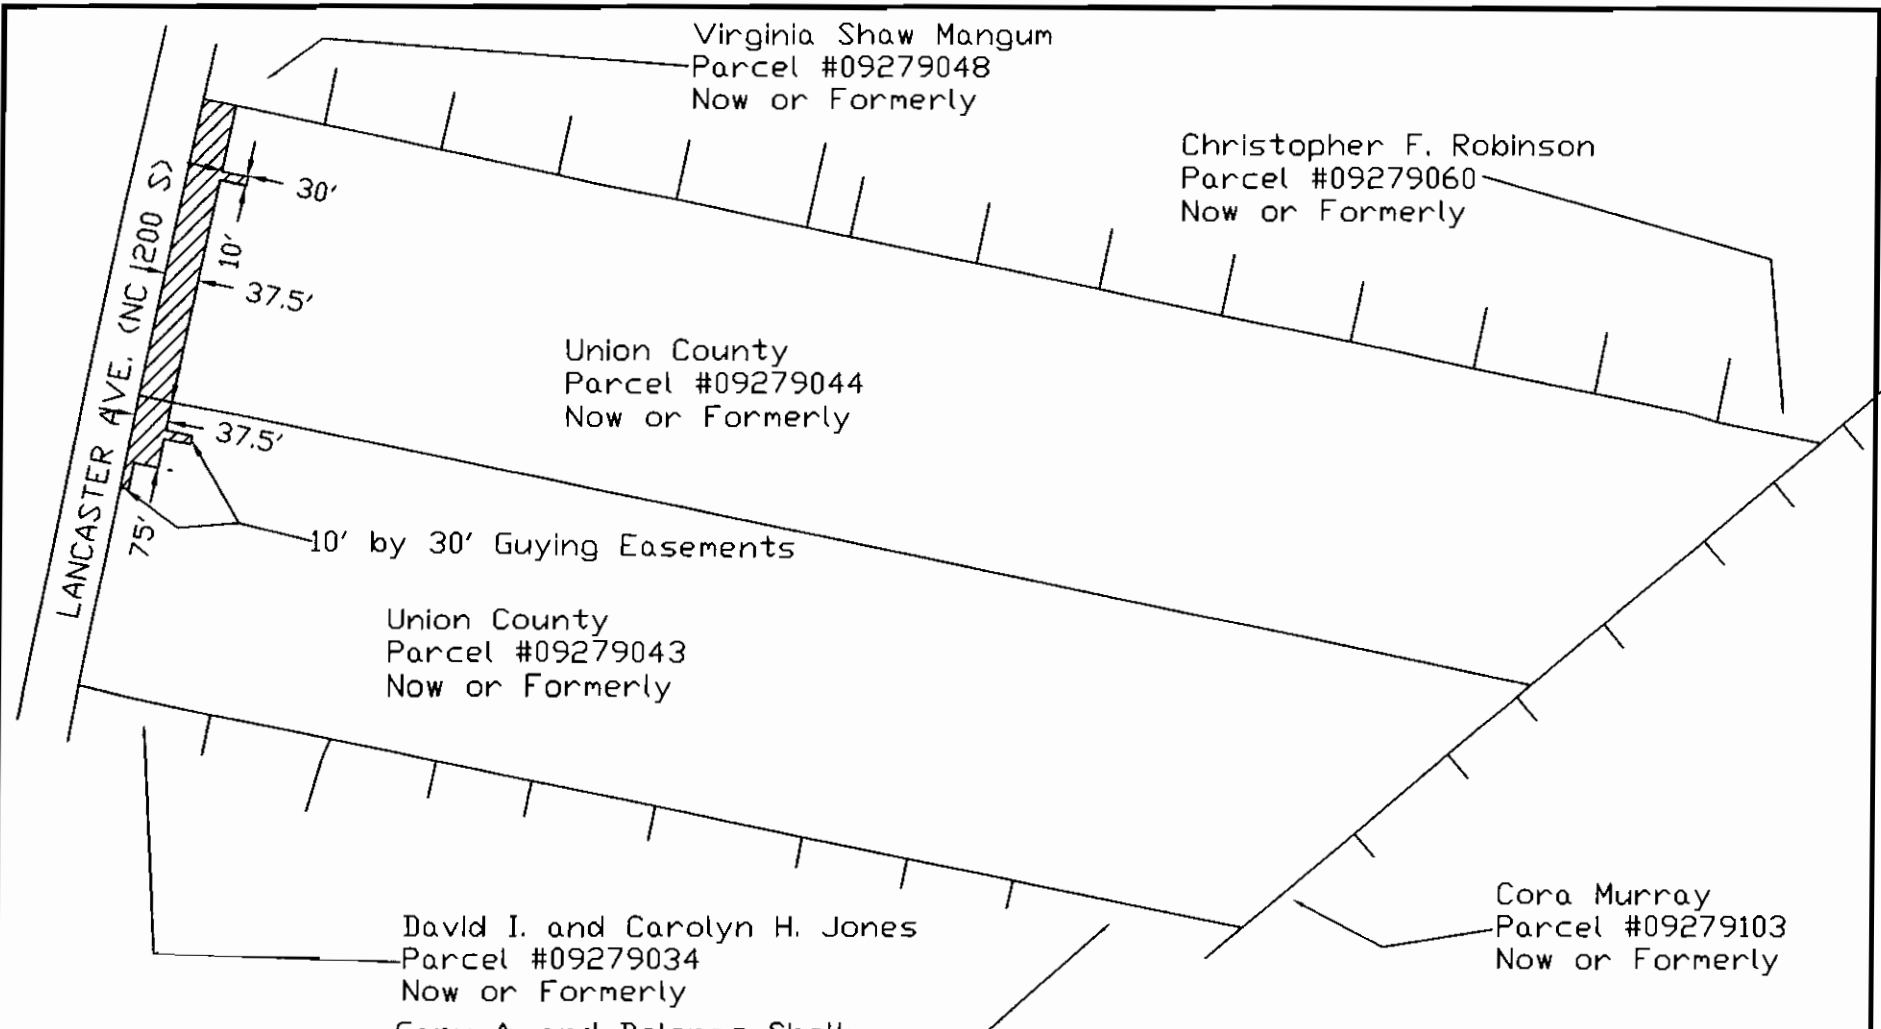 Virginia Shaw Mangum
Parcel #09279048
Now or Formerly
Christopher F. Robinson
Parcel #09279060
Now or Formerly
30'
10'
37.5'
LANCASTER AVE. (NC 200 S)
Union County
Parcel #09279044
Now or Formerly
37.5'
75'
10' by 30' Guying Easements
Union County
Parcel #09279043
Now or Formerly
David I. and Carolyn H. Jones
Parcel #09279034
Now or Formerly
Cora Murray
Parcel #09279103
Now or Formerly
A. and